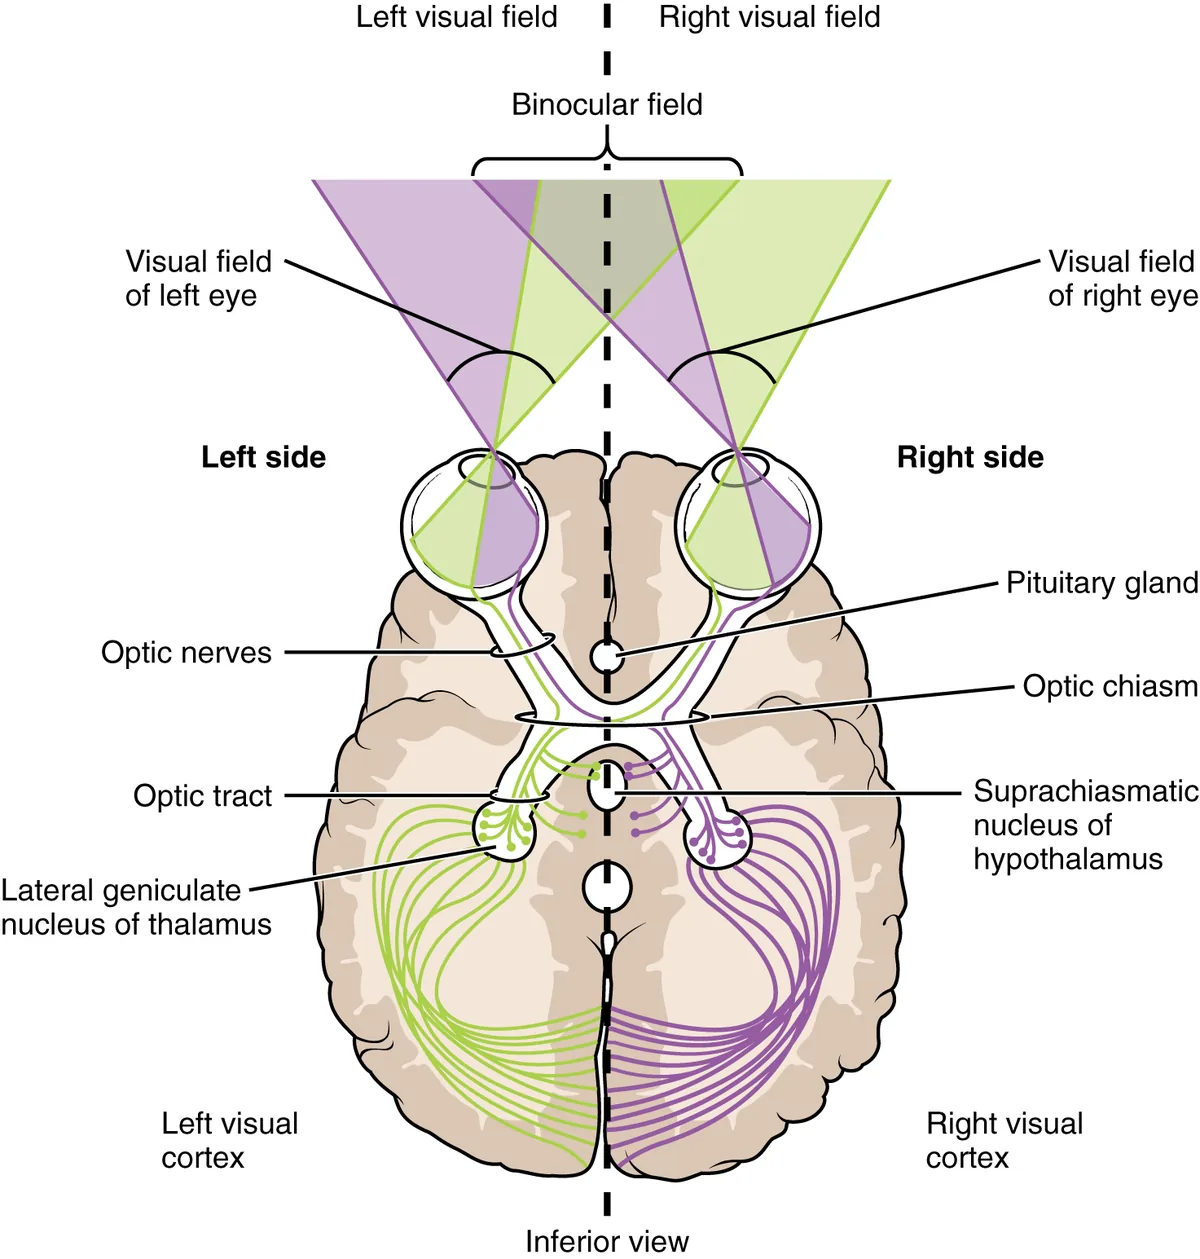 Left visual field
Right visual field
Binocular field
Visual field
of left eye
Visual field
of right eye
Left side
Right side
Pituitary gland
Optic nerves
Optic chiasm
Optic tract
Suprachiasmatic
nucleus of
hypothalamus
Lateral geniculate
nucleus of thalamus
Left visual
cortex
Right visual
cortex
Inferior view